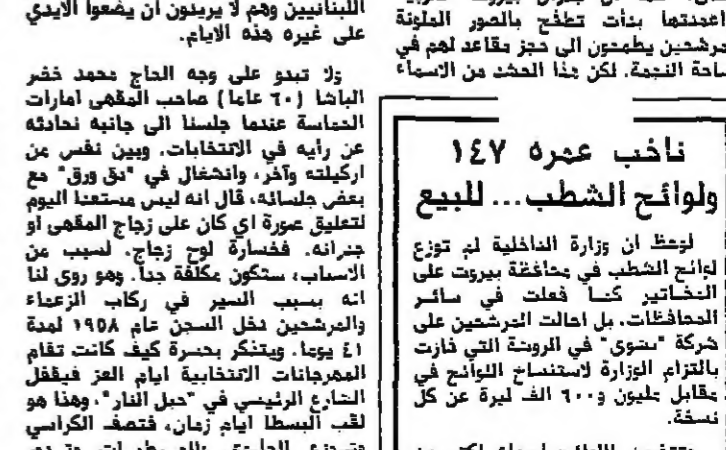 اعمدتها بدأت تطفح بالصور الملونة
لمرشحين يطمحون الى حجز مقاعد لهم في
ساحة النجمة. لكن هذا الحشد من الاسماء
اللبنانيين وهم لا يريدون ان يضعوا الايدي
على غيره هذه الايام.
ولا تبدو على وجه الحاج محمد خضر
الباشا (٦٠ عاما) صاحب المقهى امارات
الحماسة عندما جلسنا الى جانبه نحادثه
عن رأيه في الانتخابات. وبين نفس من
اركيلته وآخر، وانشغال في "دق ورق" مع
بعض جلسائه، قال انه ليس مستعدا اليوم
لتعليق صورة اي كان على زجاج المقهى او
جدرانه. فخسارة لوح زجاج. لسبب من
الاسباب، ستكون مكلفة جدا. وهو روى لنا
انه بسبب السير في ركاب الزعماء
والمرشحين دخل السجن عام ١٩٥٨ لمدة
٤١ يوما. ويتذكر بحسرة كيف كانت تقام
المهرجانات الانتخابية ايام العز فيقفل
الشارع الرئيسي في "حبل النار". وهذا هو
لقب البسطا ايام زمان، فتصف الكراسي
ناخب عمره ١٤٧
ولوائح الشطب... للبيع
لوحظ ان وزارة الداخلية لم توزع
لوائح الشطب في محافظة بيروت على
المخاتير كما فعلت في سائر
المحافظات، بل احالت المرشحين على
شركة "سوى" في الروشة التي فازت
بالتزام الوزارة لاستنساخ اللوائح في
مقابل مليون و٦٠٠ الف ليرة عن كل
نسخة.